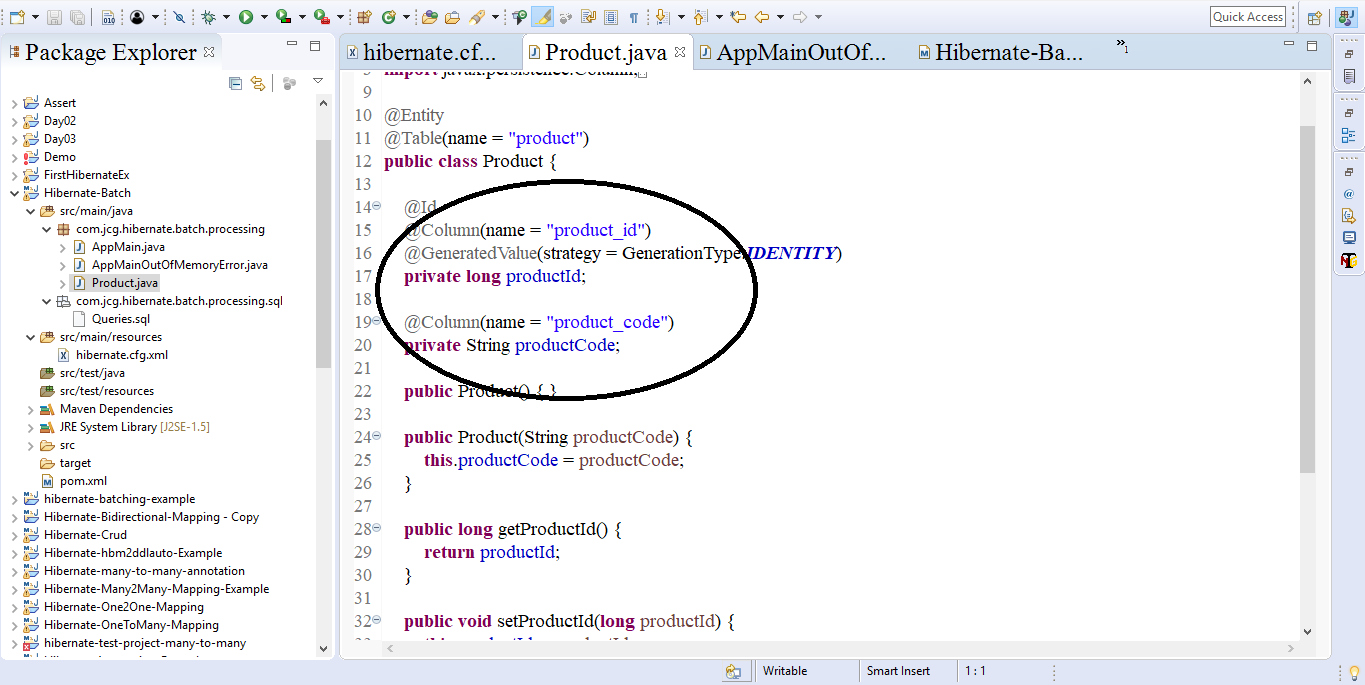 Quick Access
Package Explorer
hibernate.cf...
Product.java
AppMainOutOf...
Hibernate-Ba...
»1
Assert
Day02
Day03
Demo
FirstHibernateEx
Hibernate-Batch
src/main/java
com.jcg.hibernate.batch.processing
AppMain.java
AppMainOutOfMemoryError.java
Product.java
com.jcg.hibernate.batch.processing.sql
Queries.sql
src/main/resources
hibernate.cfg.xml
src/test/java
src/test/resources
Maven Dependencies
JRE System Library [J2SE-1.5]
src
target
pom.xml
hibernate-batching-example
Hibernate-Bidirectional-Mapping - Copy
Hibernate-Crud
Hibernate-hbm2ddlauto-Example
Hibernate-many-to-many-annotation
Hibernate-Many2Many-Mapping-Example
Hibernate-One2One-Mapping
Hibernate-OneToMany-Mapping
hibernate-test-project-many-to-many
import javax.persistence.Column;
9
10 @Entity
11 @Table(name = "product")
12 public class Product {
13
14 @Id
15 @Column(name = "product_id")
16 @GeneratedValue(strategy = GenerationType.IDENTITY)
17 private long productId;
18
19 @Column(name = "product_code")
20 private String productCode;
21
22 public Product() { }
23
24 public Product(String productCode) {
25 this.productCode = productCode;
26 }
27
28 public long getProductId() {
29 return productId;
30 }
31
32 public void setProductId(long productId) {
Writable
Smart Insert
1 : 1